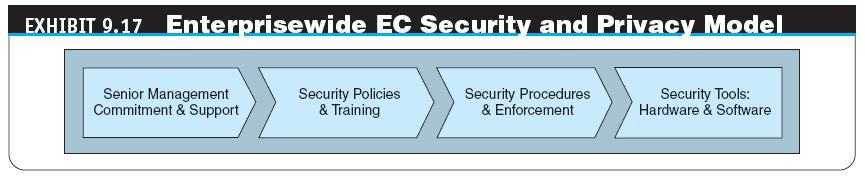 EXHIBIT 9.17 Enterprisewide EC Security and Privacy Model
Senior Management
Commitment & Support
Security Policies
& Training
Security Procedures
& Enforcement
Security Tools:
Hardware & Software